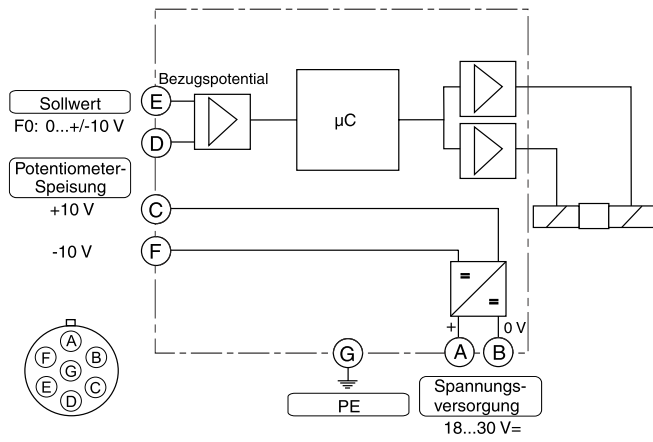 Bezugspotential
Sollwert
E
F0: 0...+/-10 V
D
µC
Potentiometer-
Speisung
+10 V
C
-10 V
F
=
=
+
0 V
G
A
B
PE
Spannungs-
versorgung
18...30 V=
A
F
B
G
E
C
D